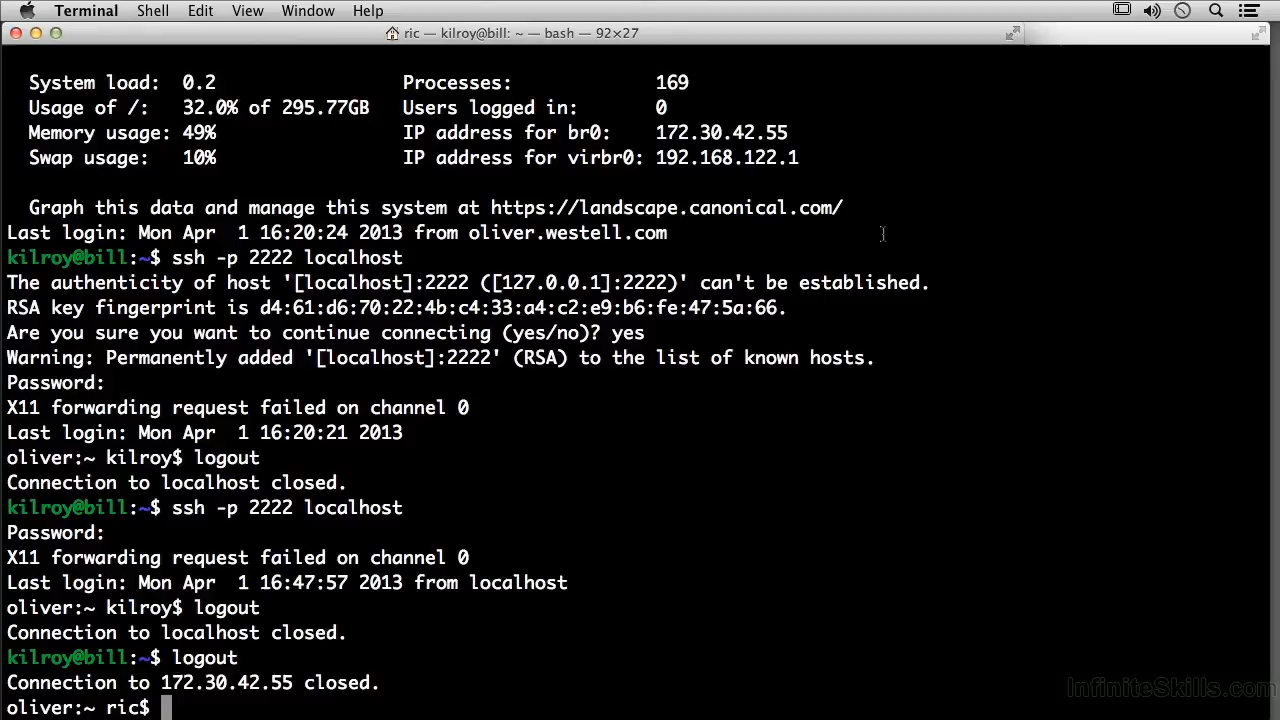 Terminal Shell Edit View Window Help
ric — kilroy@bill: ~ — bash — 92×27
System load: 0.2 Processes: 169
Usage of /: 32.0% of 295.77GB Users logged in: 0
Memory usage: 49% IP address for br0: 172.30.42.55
Swap usage: 10% IP address for virbr0: 192.168.122.1
Graph this data and manage this system at https://landscape.canonical.com/
Last login: Mon Apr  1 16:20:24 2013 from oliver.westell.com
kilroy@bill:~$ ssh -p 2222 localhost
The authenticity of host '[localhost]:2222 ([127.0.0.1]:2222)' can't be established.
RSA key fingerprint is d4:61:d6:70:22:4b:c4:33:a4:c2:e9:b6:fe:47:5a:66.
Are you sure you want to continue connecting (yes/no)? yes
Warning: Permanently added '[localhost]:2222' (RSA) to the list of known hosts.
Password:
X11 forwarding request failed on channel 0
Last login: Mon Apr  1 16:20:21 2013
oliver:~ kilroy$ logout
Connection to localhost closed.
kilroy@bill:~$ ssh -p 2222 localhost
Password:
X11 forwarding request failed on channel 0
Last login: Mon Apr  1 16:47:57 2013 from localhost
oliver:~ kilroy$ logout
Connection to localhost closed.
kilroy@bill:~$ logout
Connection to 172.30.42.55 closed.
oliver:~ ric$
InfiniteSkills.com